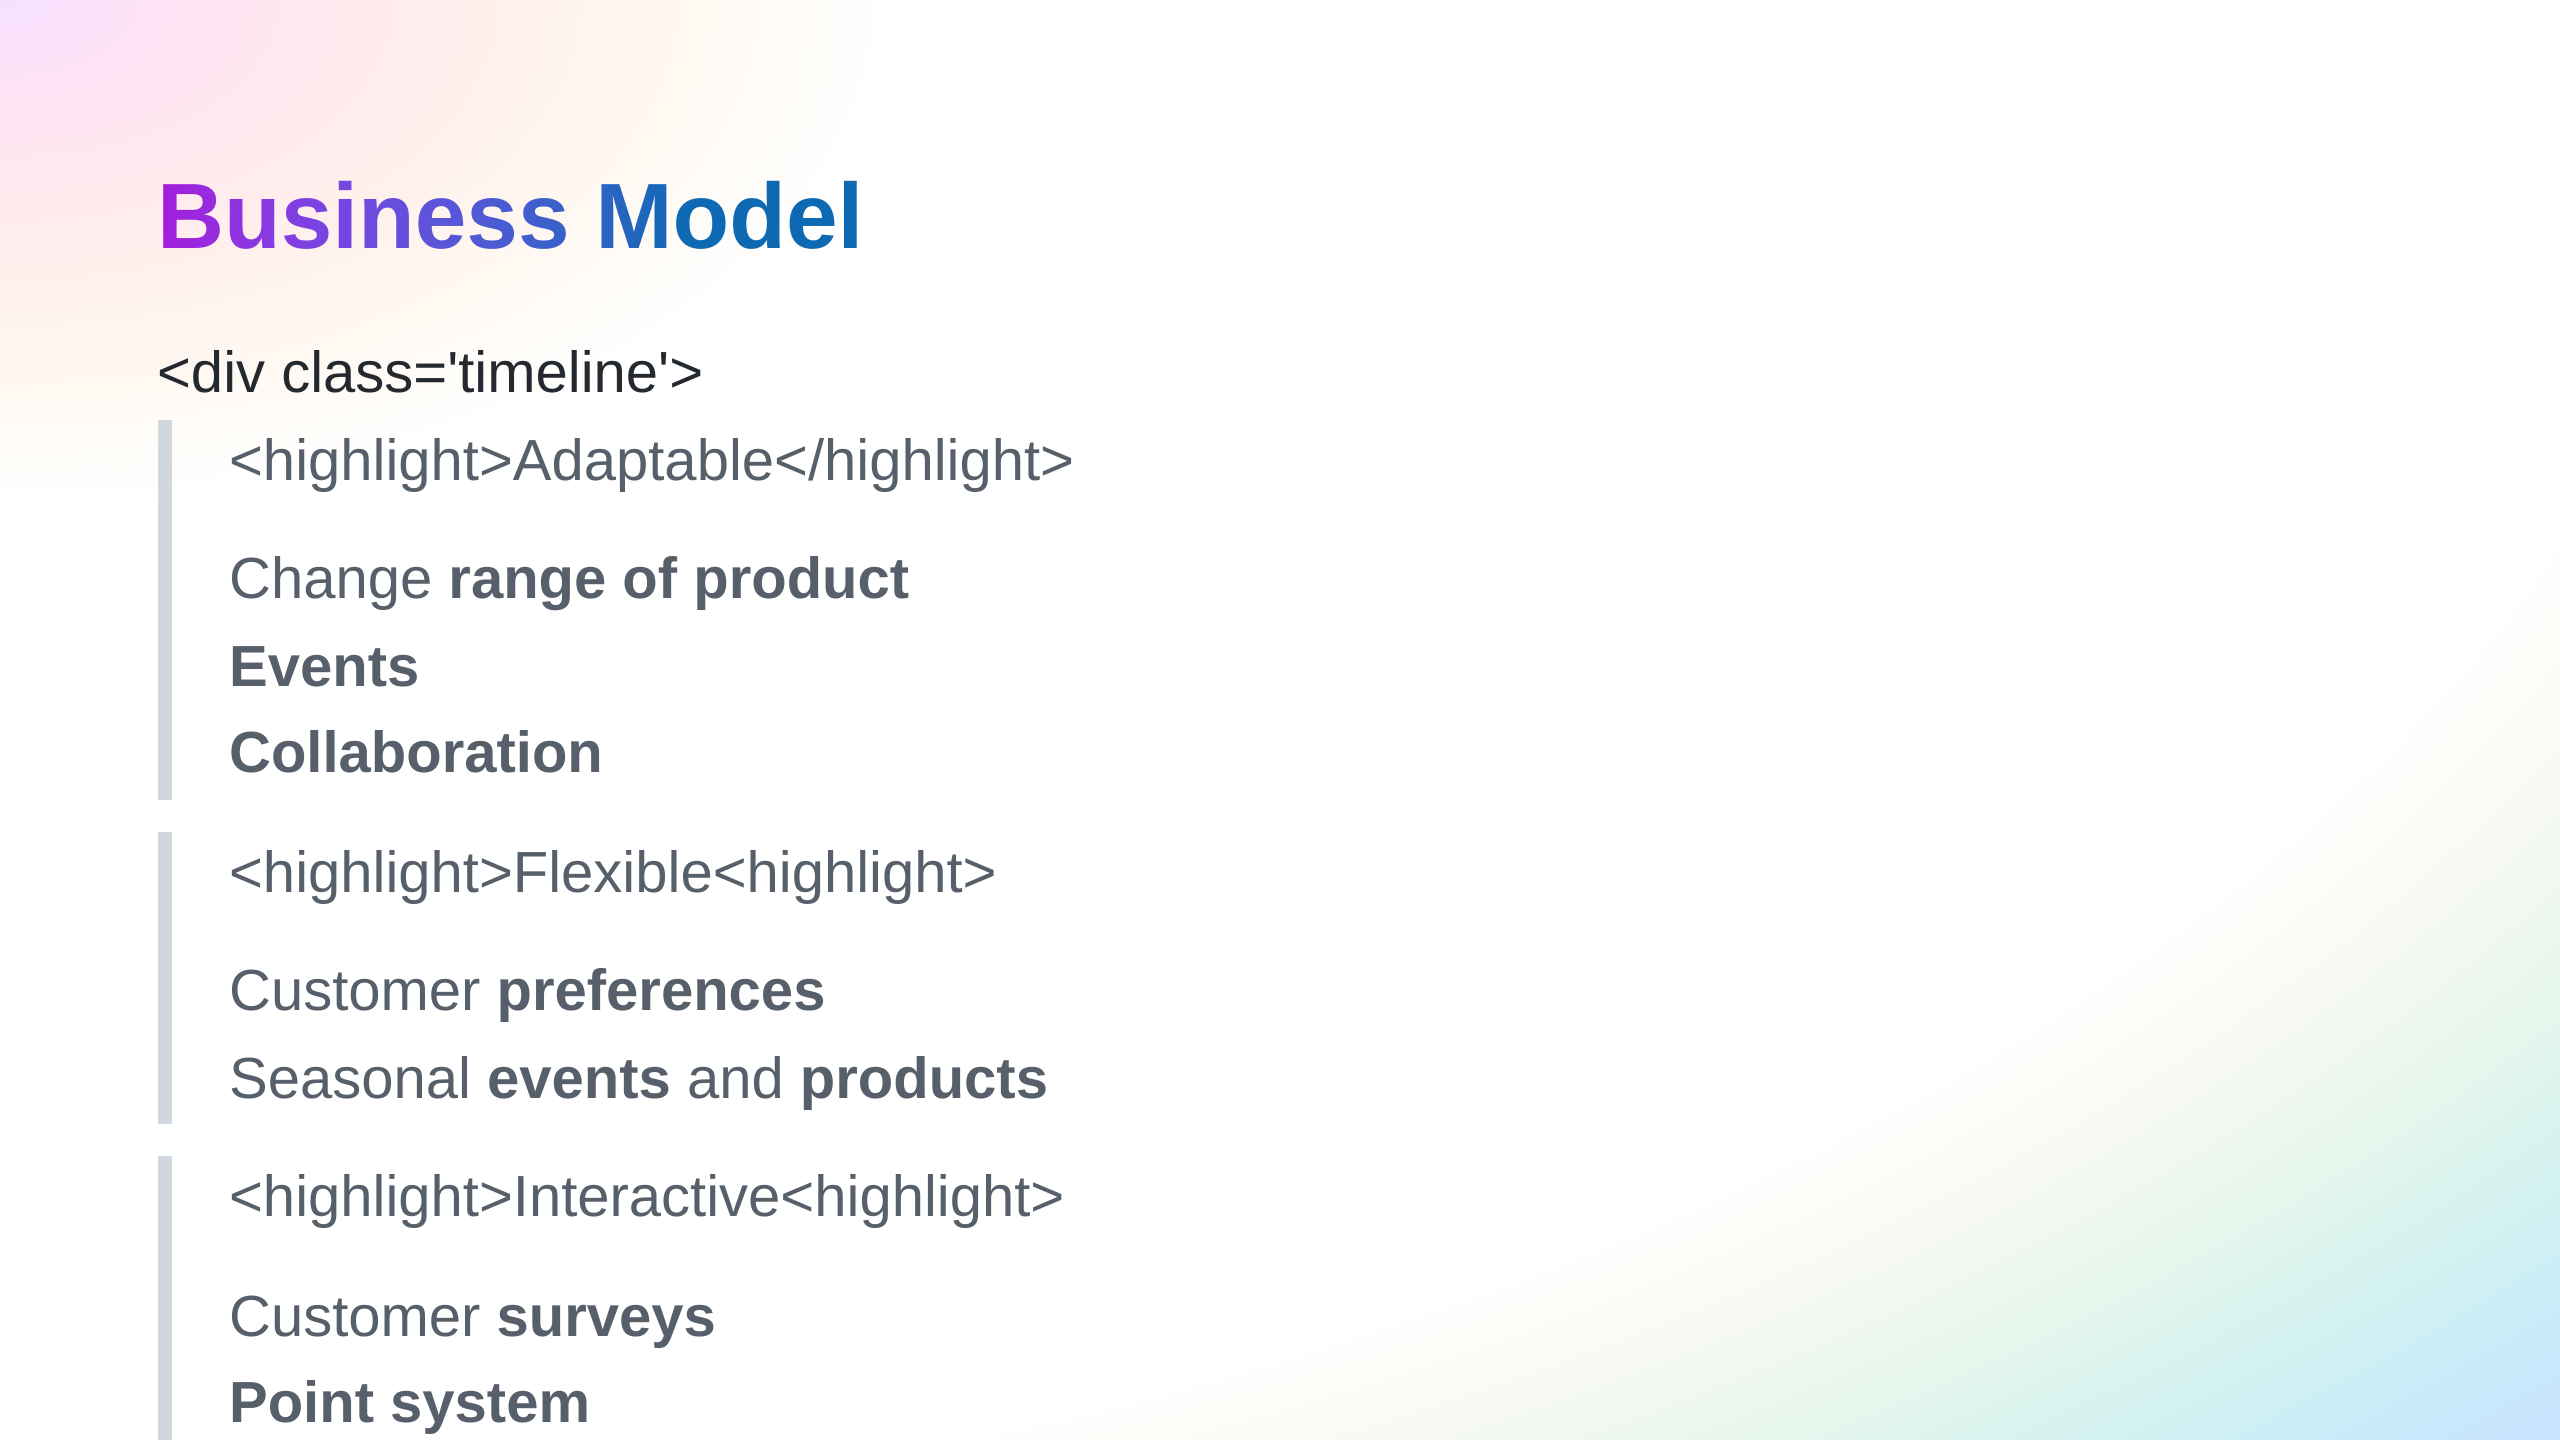 Business Model
<div class='timeline'>
<highlight>Adaptable</highlight>
Change range of product
Events
Collaboration
<highlight>Flexible<highlight>
Customer preferences
Seasonal events and products
<highlight>Interactive<highlight>
Customer surveys
Point system